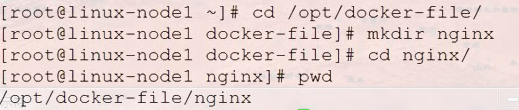 [root@linux-node1 ~]# cd /opt/docker-file/
[root@linux-node1 docker-file]# mkdir nginx
[root@linux-node1 docker-file]# cd nginx/
[root@linux-node1 nginx]# pwd
/opt/docker-file/nginx